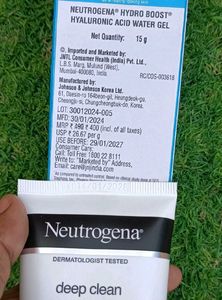 NEUTROGENA® HYDRO BOOST®
HYALURONIC ACID WATER GEL
Net Quantity: 15 g
Imported and Marketed by:
JNTL Consumer Health (India) Pvt. Ltd.,
L.B.S. Marg, Mulund (West),
Mumbai-400080, India.
RC/COS-003618
Manufactured by:
Johnson & Johnson Korea Ltd.
Cheongju-si, Chungcheongbuk-do, Korea
LOT: 30012024-005
MFD: 30/01/2024
400 (incl. of all taxes)
USP ₹ 26.67 per g
USE BEFORE: 29/01/2027
Consumer Care:
Call: Toll Free: 1800 22 8111
Write to: "Marketed by" Address,
Email: care@jnjindia.com
Neutrogena®
DERMATOLOGIST TESTED
deep clean